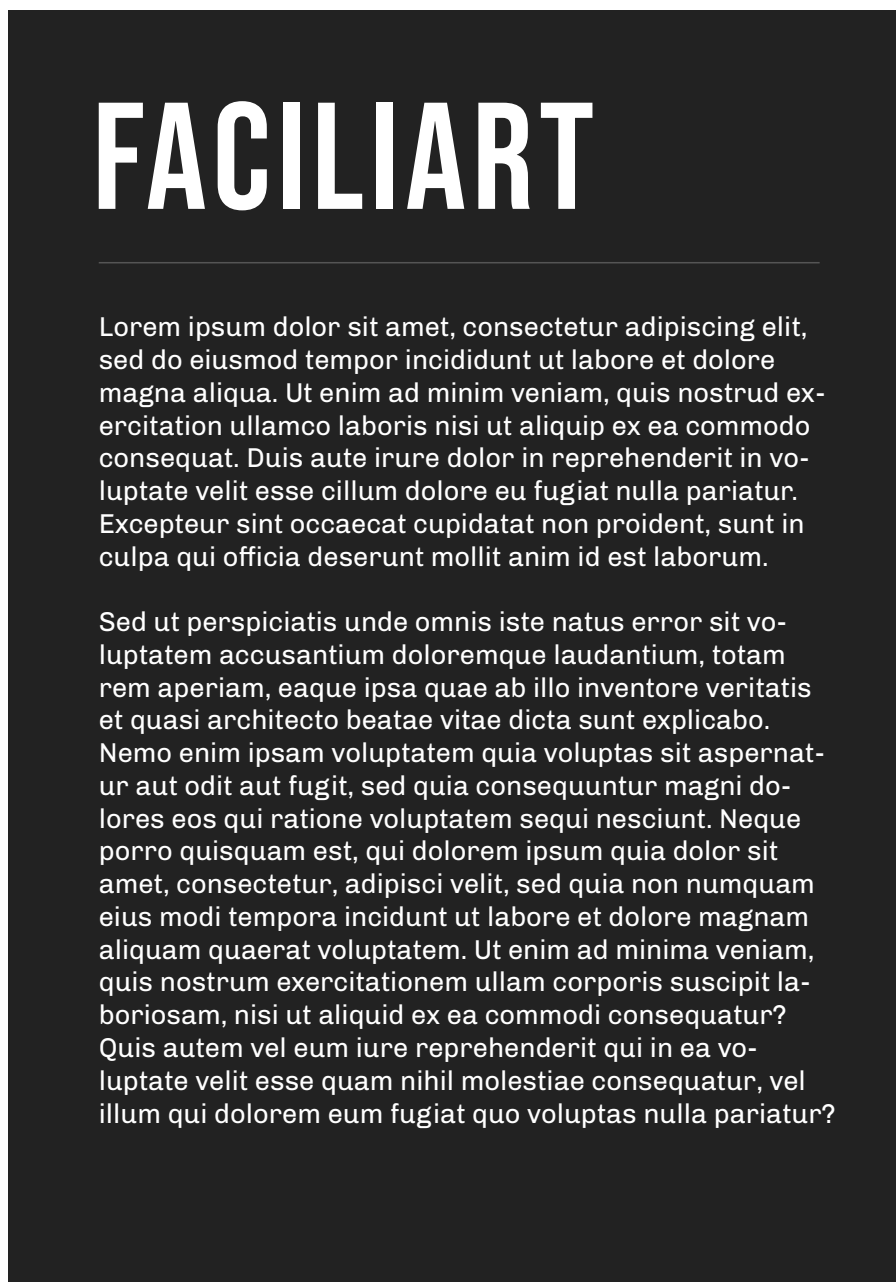 FACILIART
Lorem ipsum dolor sit amet, consectetur adipiscing elit,
sed do eiusmod tempor incididunt ut labore et dolore
magna aliqua. Ut enim ad minim veniam, quis nostrud ex-
ercitation ullamco laboris nisi ut aliquip ex ea commodo
consequat. Duis aute irure dolor in reprehenderit in vo-
luptate velit esse cillum dolore eu fugiat nulla pariatur.
Excepteur sint occaecat cupidatat non proident, sunt in
culpa qui officia deserunt mollit anim id est laborum.
Sed ut perspiciatis unde omnis iste natus error sit vo-
luptatem accusantium doloremque laudantium, totam
rem aperiam, eaque ipsa quae ab illo inventore veritatis
et quasi architecto beatae vitae dicta sunt explicabo.
Nemo enim ipsam voluptatem quia voluptas sit aspernat-
ur aut odit aut fugit, sed quia consequuntur magni do-
lores eos qui ratione voluptatem sequi nesciunt. Neque
porro quisquam est, qui dolorem ipsum quia dolor sit
amet, consectetur, adipisci velit, sed quia non numquam
eius modi tempora incidunt ut labore et dolore magnam
aliquam quaerat voluptatem. Ut enim ad minima veniam,
quis nostrum exercitationem ullam corporis suscipit la-
boriosam, nisi ut aliquid ex ea commodi consequatur?
Quis autem vel eum iure reprehenderit qui in ea vo-
luptate velit esse quam nihil molestiae consequatur, vel
illum qui dolorem eum fugiat quo voluptas nulla pariatur?